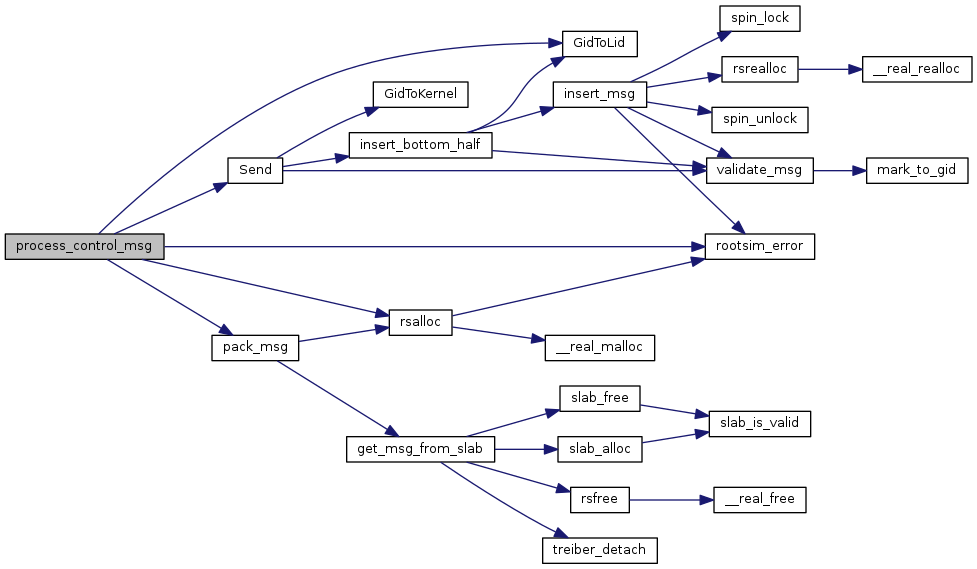 spin_lock
GidToLid
rsrealloc
__real_realloc
GidToKernel
insert_msg
spin_unlock
insert_bottom_half
Send
validate_msg
mark_to_gid
process_control_msg
rootsim_error
rsalloc
pack_msg
__real_malloc
slab_free
slab_is_valid
get_msg_from_slab
slab_alloc
rsfree
__real_free
treiber_detach